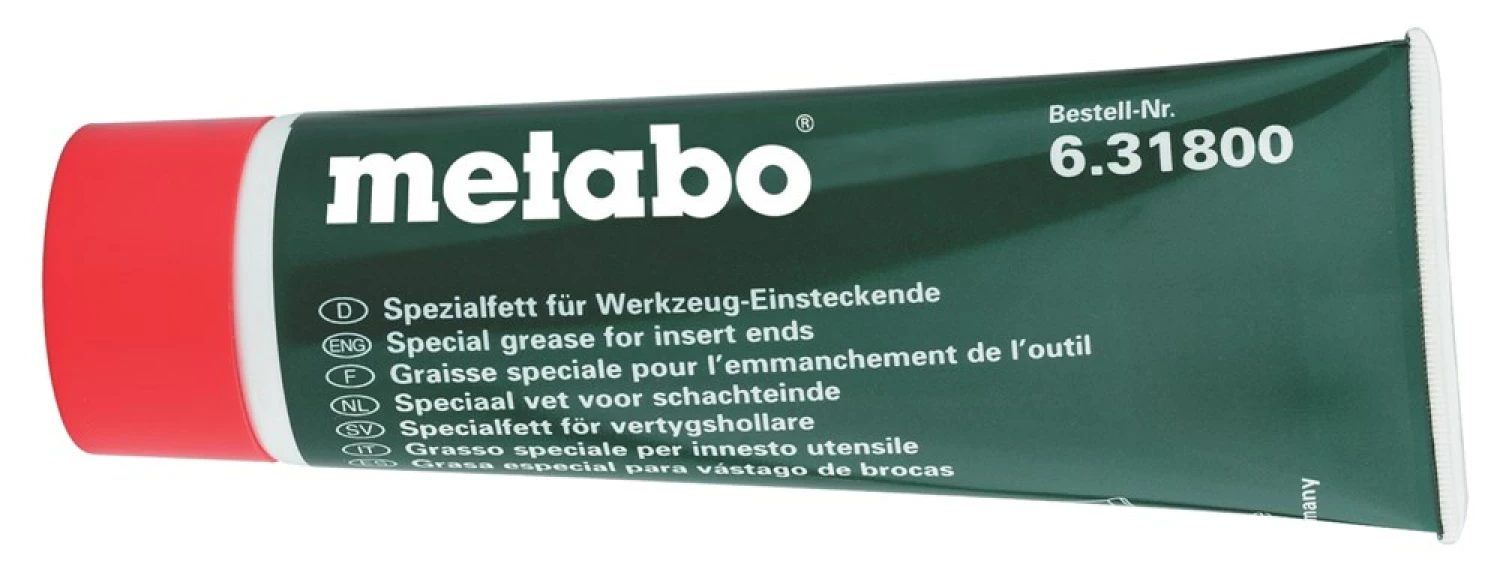 metabo®
Bestell-Nr.
6.31800
D Spezialfett für Werkzeug-Einsteckende
ENG Special grease for insert ends
F Graisse speciale pour l'emmanchement de l'outil
NL Speciaal vet voor schachteinde
SV Specialfett för vertygshollare
IT Grasso speciale per innesto utensile
ES Grasa especial para vástago de brocas